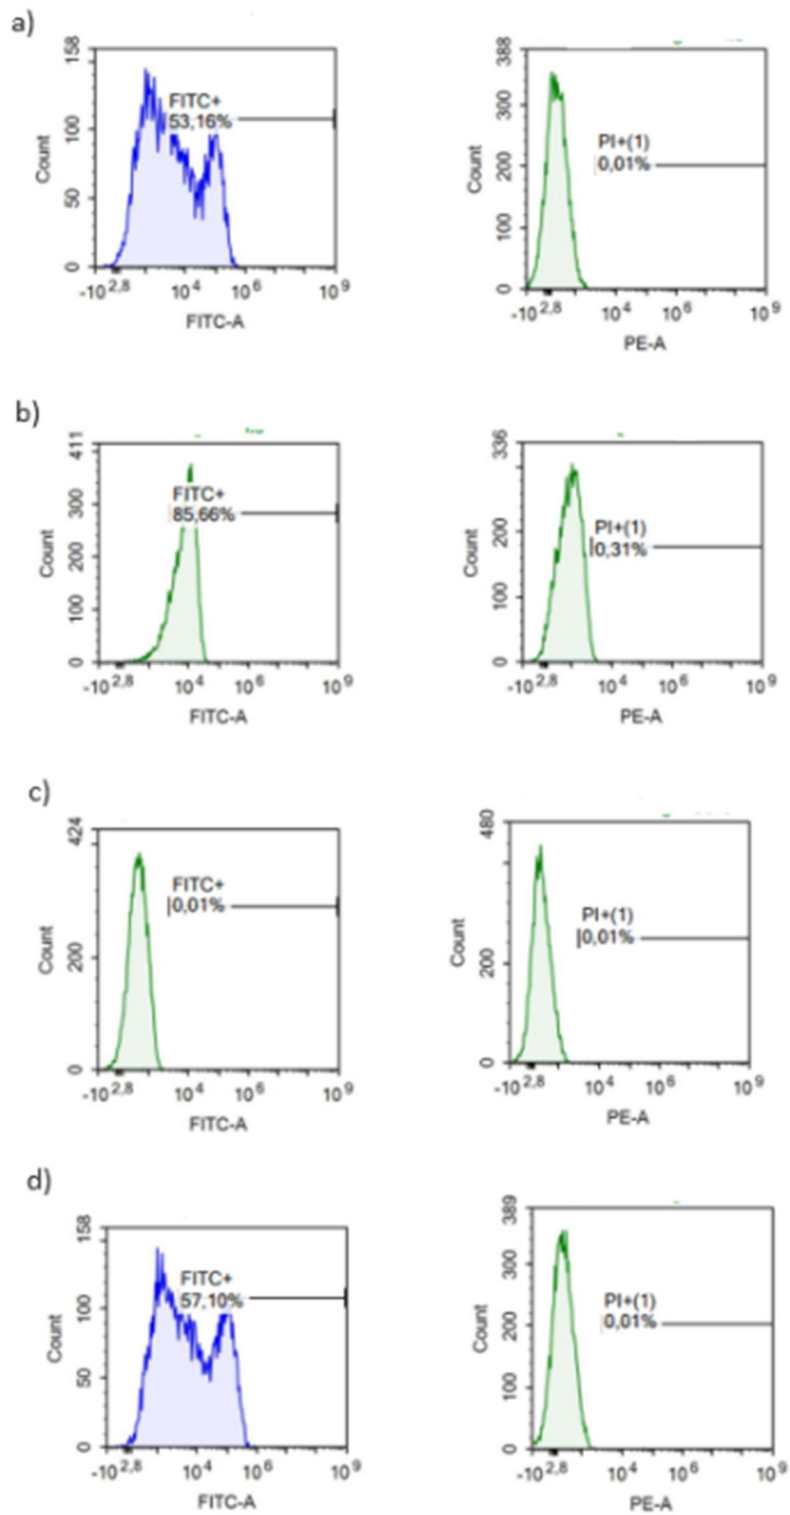 a)
158
100
50
0
Count
FITC+
53,16%
-10 2,8
10 4
10 6
10 9
FITC-A
388
300
200
100
0
Count
PI+(1)
0,01%
-10 2,8
10 4
10 6
10 9
PE-A
b)
411
300
200
100
0
Count
FITC+
85,66%
-10 2,8
10 4
10 6
10 9
FITC-A
336
200
100
0
Count
PI+(1)
0,31%
-10 2,8
10 4
10 6
10 9
PE-A
c)
424
200
0
Count
FITC+
0,01%
-10 2,8
10 4
10 6
10 9
FITC-A
480
200
0
Count
PI+(1)
0,01%
-10 2,8
10 4
10 6
10 9
PE-A
d)
158
100
50
0
Count
FITC+
57,10%
-10 2,8
10 4
10 6
10 9
FITC-A
389
300
200
100
0
Count
PI+(1)
0,01%
-10 2,8
10 4
10 6
10 9
PE-A